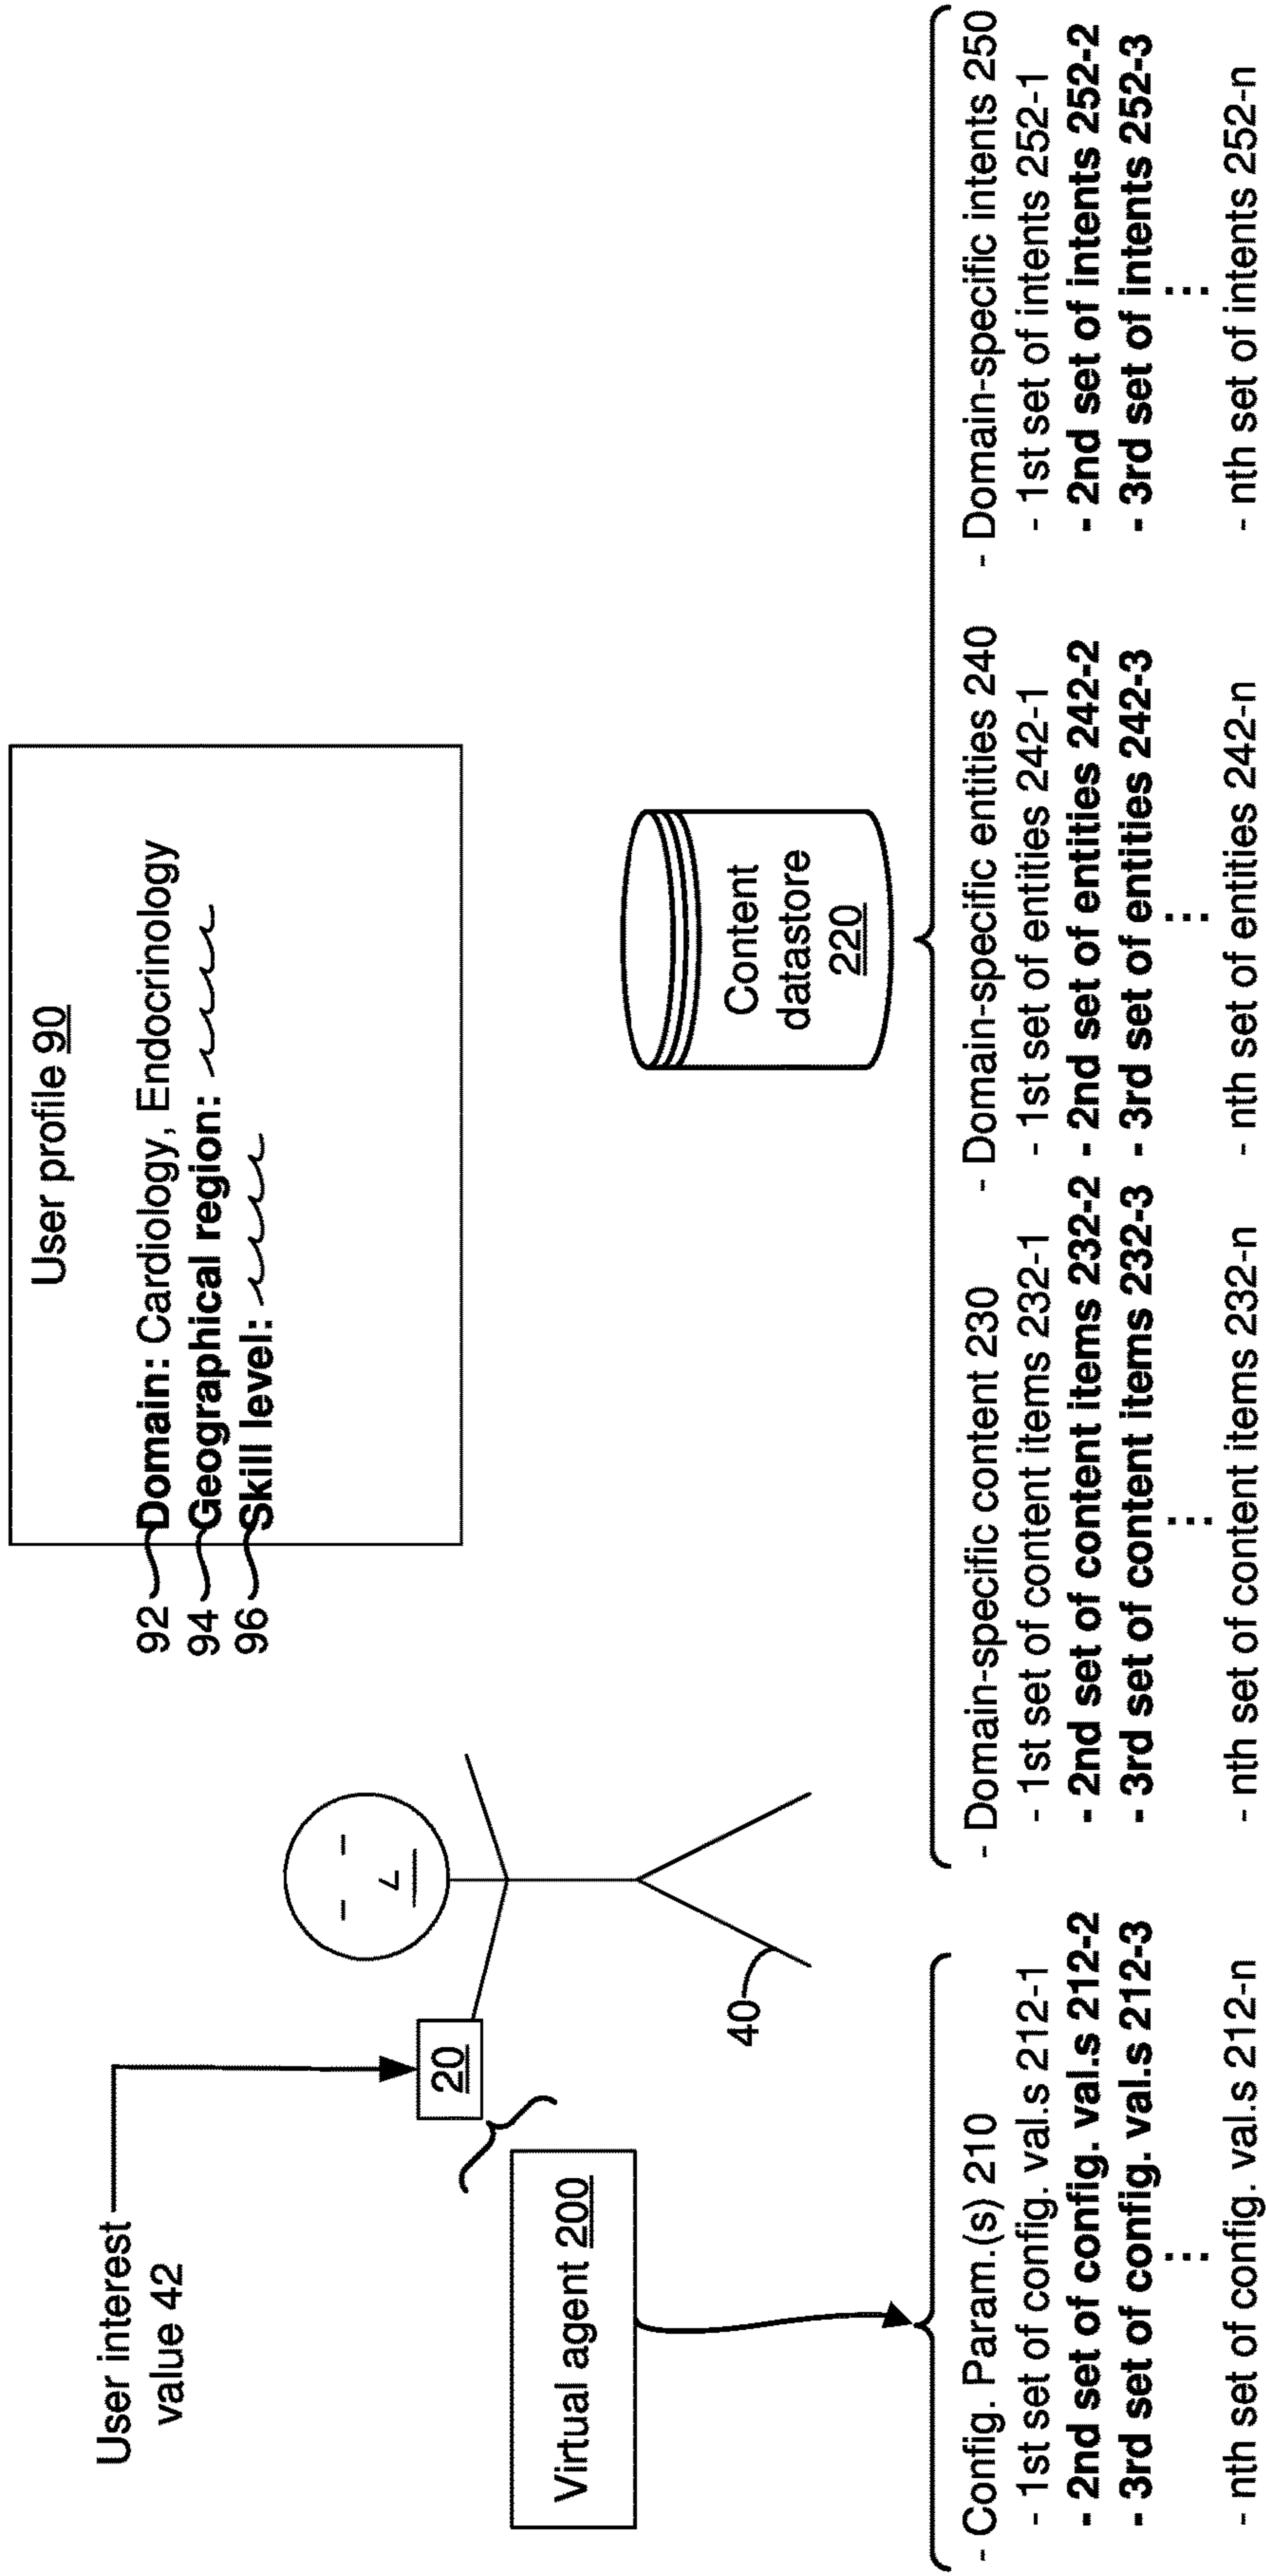 User interest
value 42
User profile 90
92
Domain: Cardiology, Endocrinology
94
Geographical region:
96
Skill level:
20
40
Virtual agent 200
Content
datastore
220
- Config. Param.(s) 210
- 1st set of config. val.s 212-1
- 2nd set of config. val.s 212-2
- 3rd set of config. val.s 212-3
- nth set of config. val.s 212-n
- Domain-specific content 230
- 1st set of content items 232-1
- 2nd set of content items 232-2
- 3rd set of content items 232-3
- nth set of content items 232-n
- Domain-specific entities 240
- 1st set of entities 242-1
- 2nd set of entities 242-2
- 3rd set of entities 242-3
- nth set of entities 242-n
- Domain-specific intents 250
- 1st set of intents 252-1
- 2nd set of intents 252-2
- 3rd set of intents 252-3
- nth set of intents 252-n